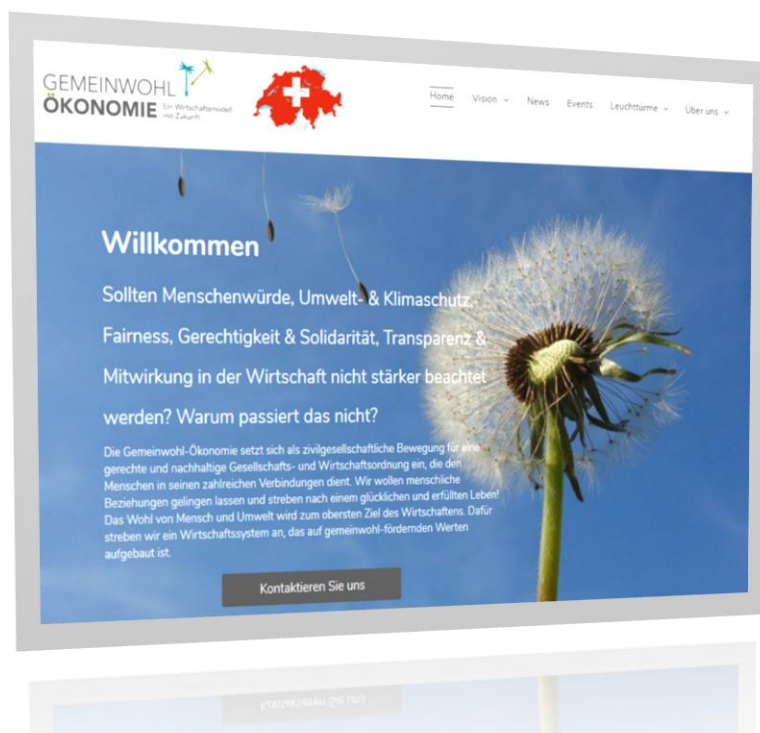 GEMEINWOHL
ÖKONOMIE
Ein Wirtschaftsmodell
mit Zukunft
Home Vision News Events Leuchttürme Über uns
Willkommen
Sollten Menschenwürde, Umwelt- & Klimaschutz,
Fairness, Gerechtigkeit & Solidarität, Transparenz &
Mitwirkung in der Wirtschaft nicht stärker beachtet
werden? Warum passiert das nicht?
Die Gemeinwohl-Ökonomie setzt sich als zivilgesellschaftliche Bewegung für eine
gerechte und nachhaltige Gesellschafts- und Wirtschaftsordnung ein, die den
Menschen in seinen zahlreichen Verbindungen dient. Wir wollen menschliche
Beziehungen gelingen lassen und streben nach einem glücklichen und erfüllten Leben!
Das Wohl von Mensch und Umwelt wird zum obersten Ziel des Wirtschaftens. Dafür
streben wir ein Wirtschaftssystem an, das auf gemeinwohl-fördernden Werten
aufgebaut ist.
Kontaktieren Sie uns